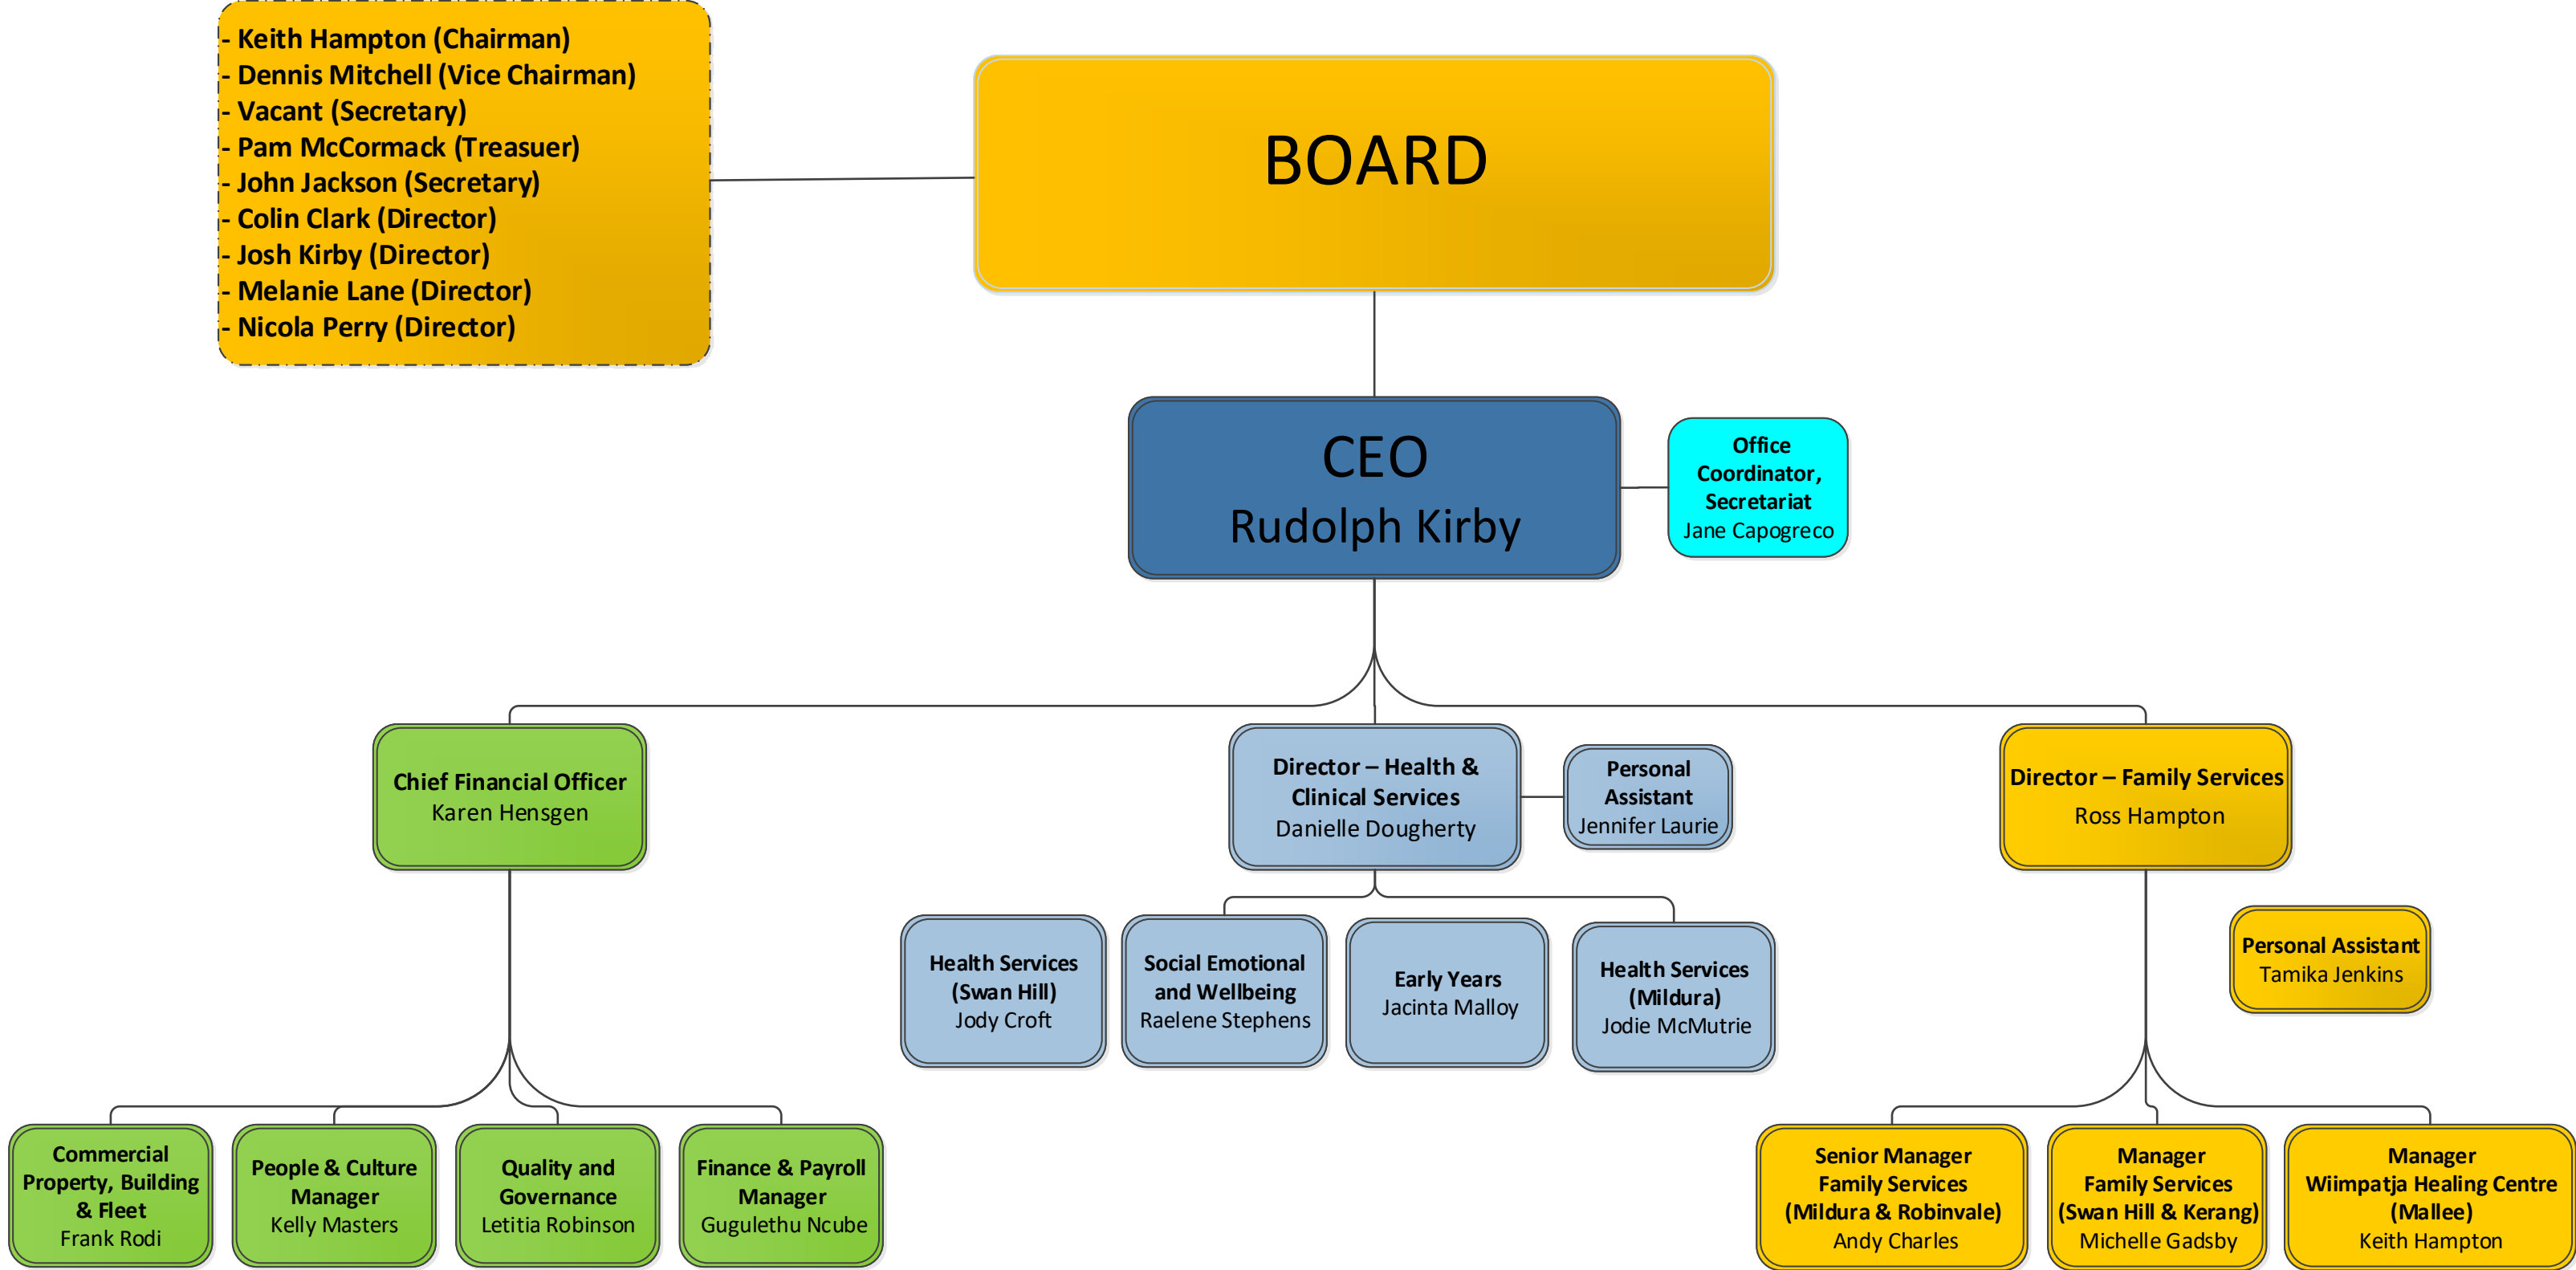 - Keith Hampton (Chairman)
- Dennis Mitchell (Vice Chairman)
- Vacant (Secretary)
- Pam McCormack (Treasuer)
- John Jackson (Secretary)
- Colin Clark (Director)
- Josh Kirby (Director)
- Melanie Lane (Director)
- Nicola Perry (Director)
BOARD
CEO
Rudolph Kirby
Office
Coordinator,
Secretariat
Jane Capogreco
Chief Financial Officer
Karen Hensgen
Director – Health &
Clinical Services
Danielle Dougherty
Personal
Assistant
Jennifer Laurie
Director – Family Services
Ross Hampton
Health Services
(Swan Hill)
Jody Croft
Social Emotional
and Wellbeing
Raelene Stephens
Early Years
Jacinta Malloy
Health Services
(Mildura)
Jodie McMutrie
Personal Assistant
Tamika Jenkins
Commercial
Property, Building
& Fleet
Frank Rodi
People & Culture
Manager
Kelly Masters
Quality and
Governance
Letitia Robinson
Finance & Payroll
Manager
Gugulethu Ncube
Senior Manager
Family Services
(Mildura & Robinvale)
Andy Charles
Manager
Family Services
(Swan Hill & Kerang)
Michelle Gadsby
Manager
Wiimpatja Healing Centre
(Mallee)
Keith Hampton